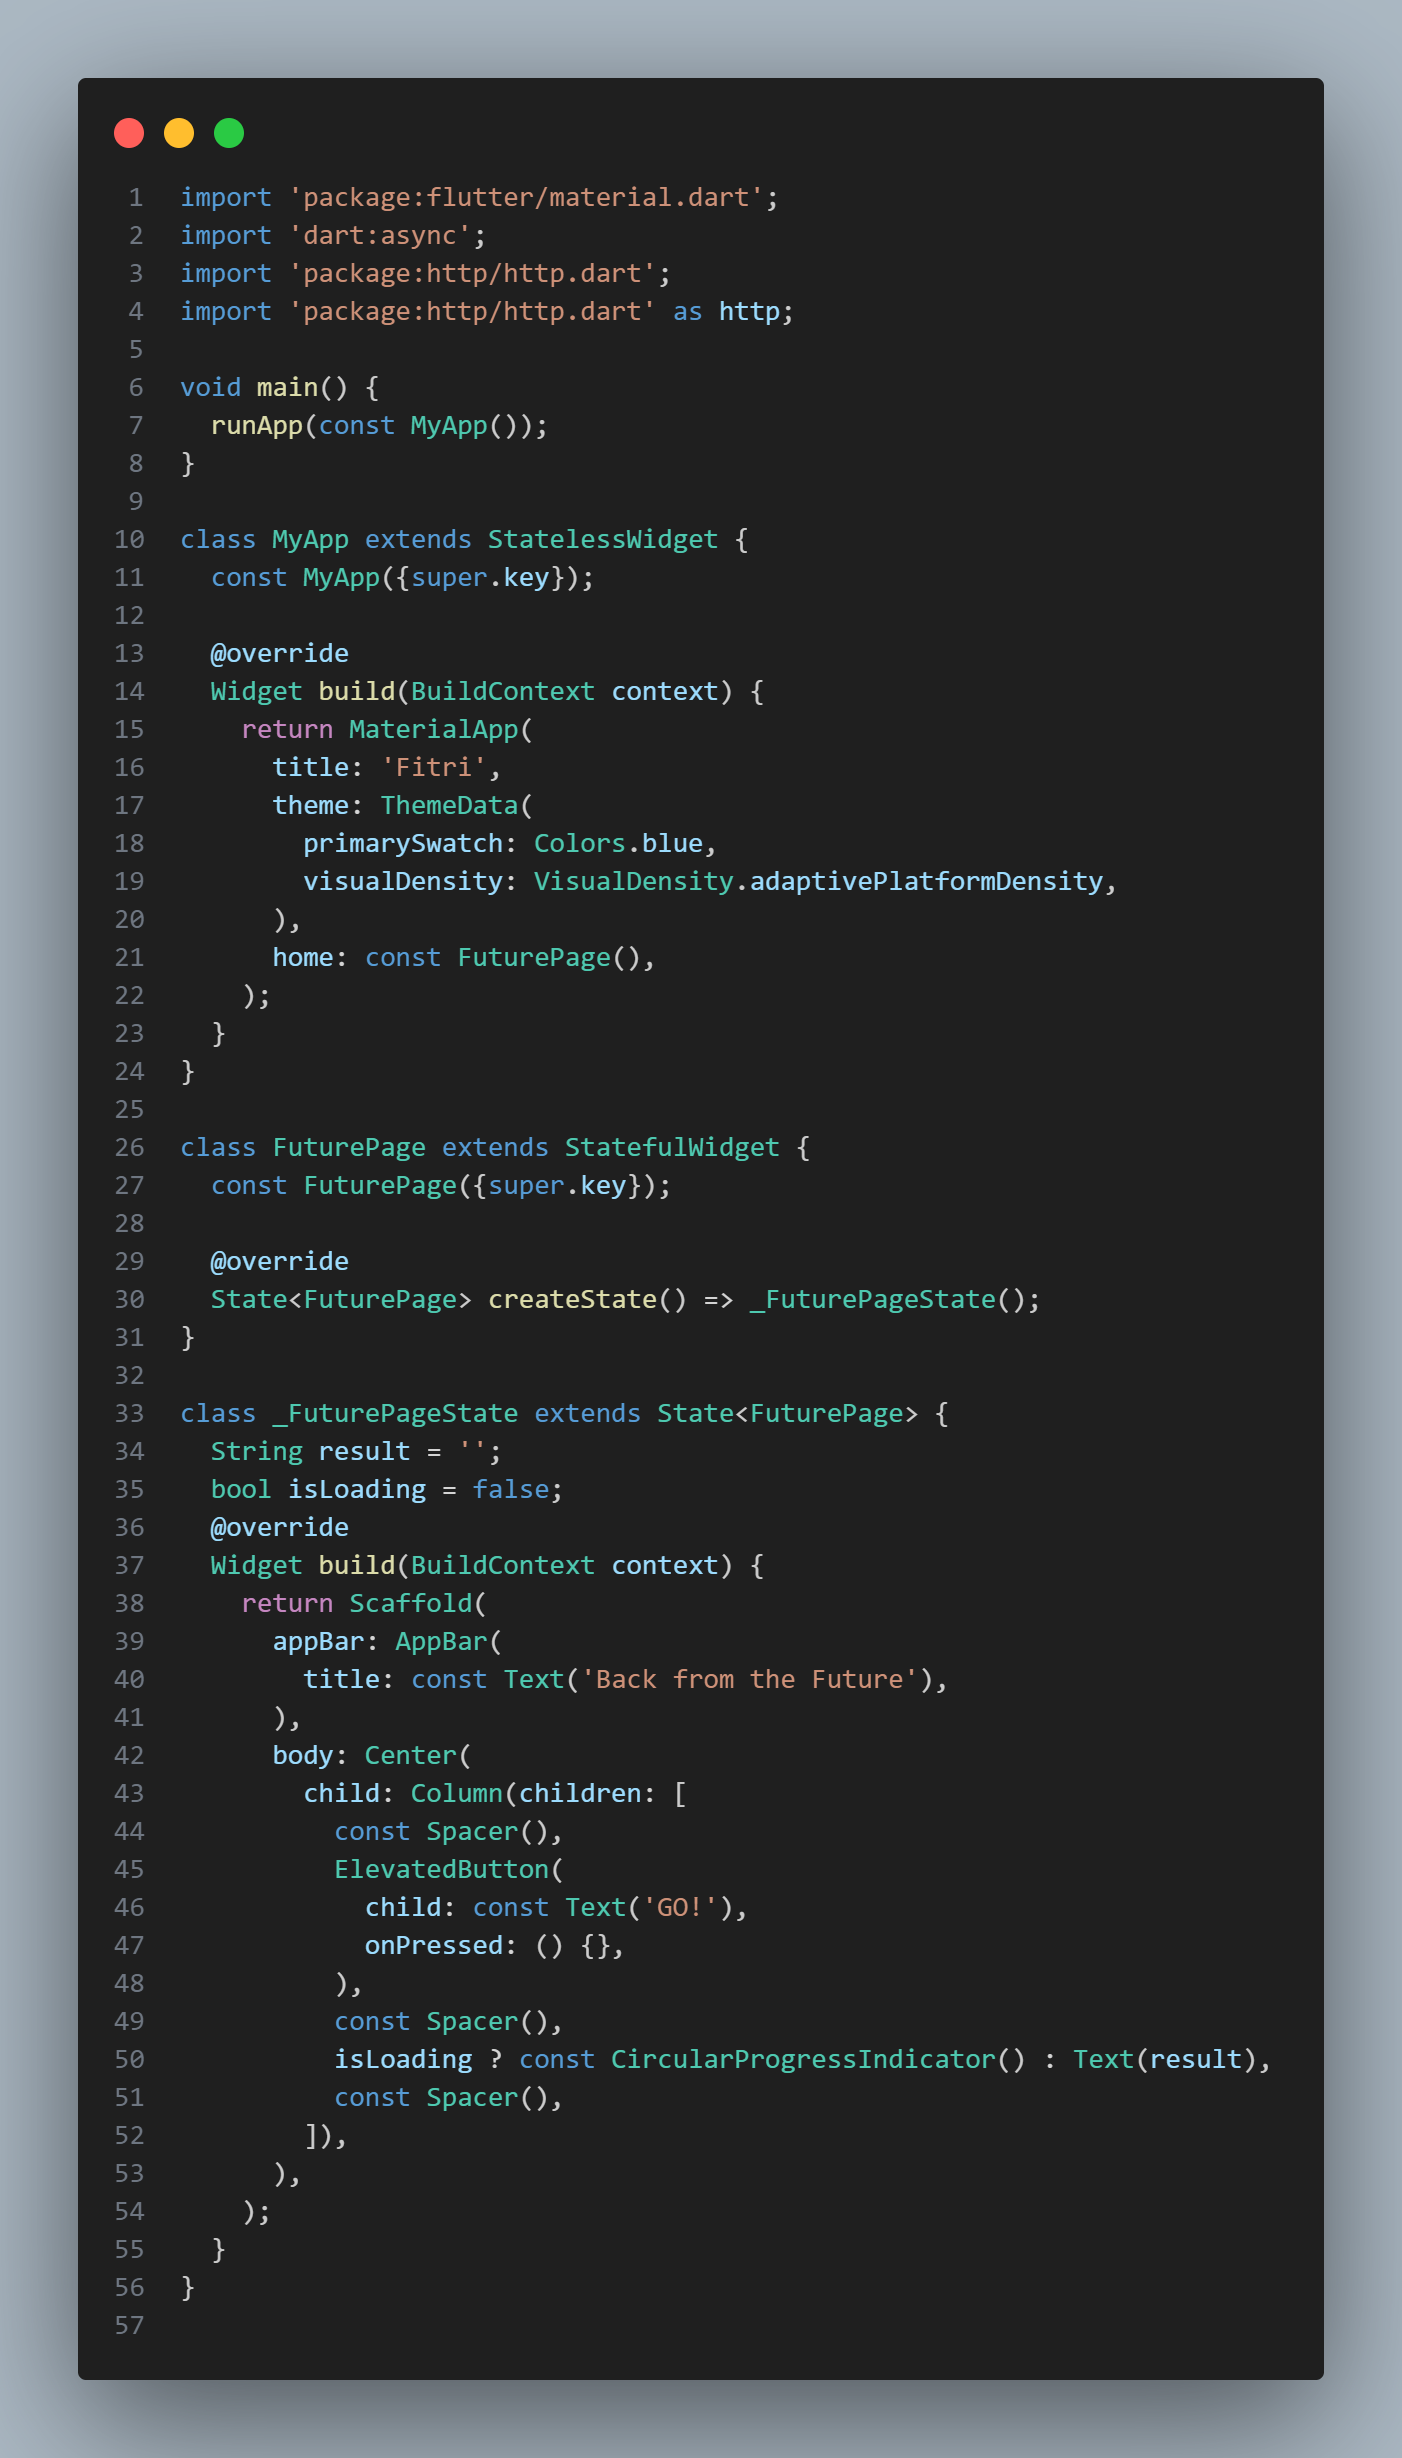 1 import 'package:flutter/material.dart';
2 import 'dart:async';
3 import 'package:http/http.dart';
4 import 'package:http/http.dart' as http;
5
6 void main() {
7   runApp(const MyApp());
8 }
9
10 class MyApp extends StatelessWidget {
11   const MyApp({super.key});
12
13   @override
14   Widget build(BuildContext context) {
15     return MaterialApp(
16       title: 'Fitri',
17       theme: ThemeData(
18         primarySwatch: Colors.blue,
19         visualDensity: VisualDensity.adaptivePlatformDensity,
20       ),
21       home: const FuturePage(),
22     );
23   }
24 }
25
26 class FuturePage extends StatefulWidget {
27   const FuturePage({super.key});
28
29   @override
30   State<FuturePage> createState() => _FuturePageState();
31 }
32
33 class _FuturePageState extends State<FuturePage> {
34   String result = '';
35   bool isLoading = false;
36   @override
37   Widget build(BuildContext context) {
38     return Scaffold(
39       appBar: AppBar(
40         title: const Text('Back from the Future'),
41       ),
42       body: Center(
43         child: Column(children: [
44           const Spacer(),
45           ElevatedButton(
46             child: const Text('GO!'),
47             onPressed: () {},
48           ),
49           const Spacer(),
50           isLoading ? const CircularProgressIndicator() : Text(result),
51           const Spacer(),
52         ]),
53       ),
54     );
55   }
56 }
57